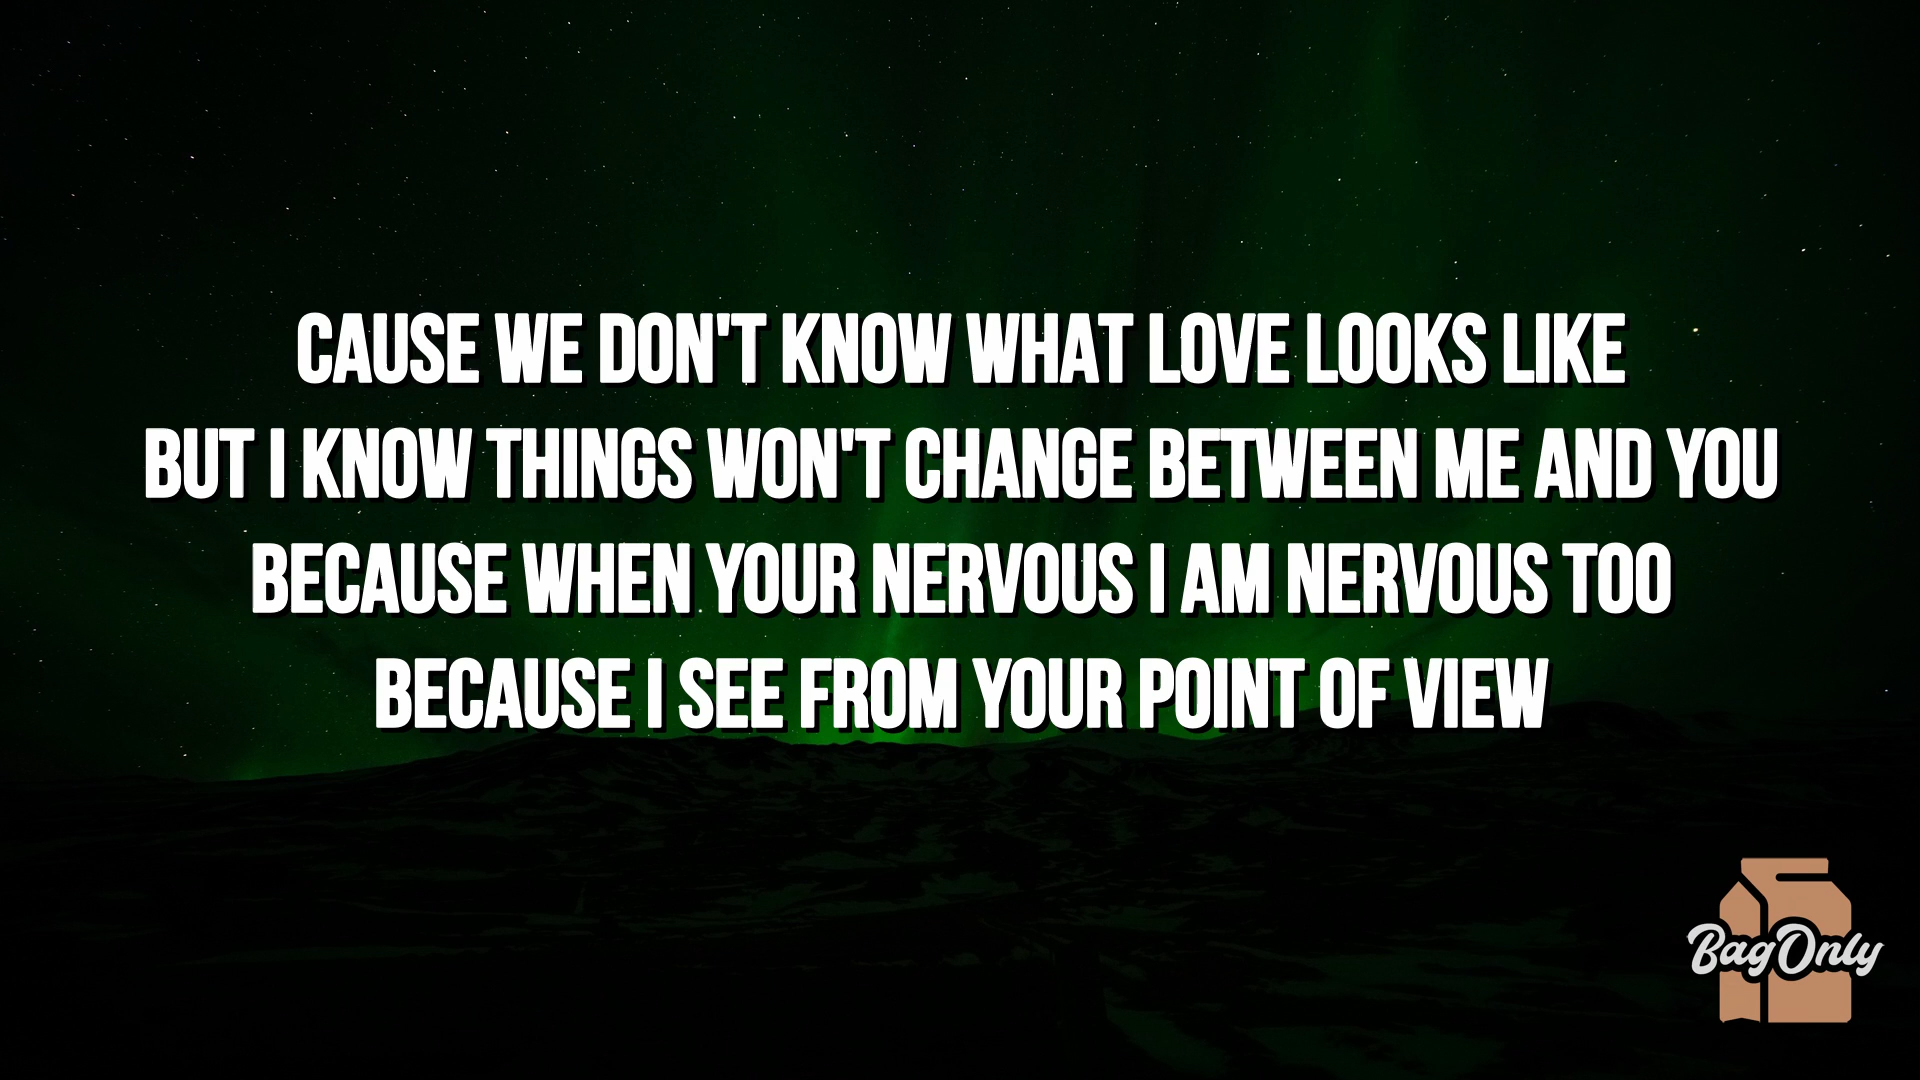 CAUSE WE DON'T KNOW WHAT LOVE LOOKS LIKE
BUT I KNOW THINGS WON'T CHANGE BETWEEN ME AND YOU
BECAUSE WHEN YOUR NERVOUS I AM NERVOUS TOO
BECAUSE I SEE FROM YOUR POINT OF VIEW
BagOnly